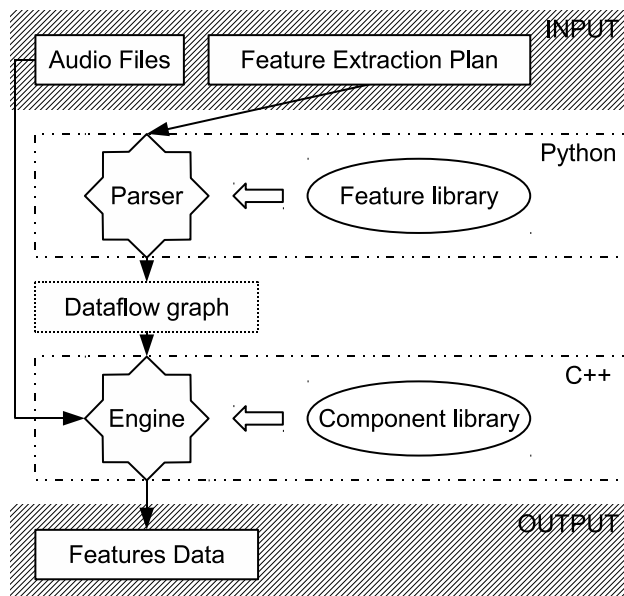 INPUT
Audio Files
Feature Extraction Plan
Python
Parser
Feature library
Dataflow graph
C++
Engine
Component library
OUTPUT
Features Data